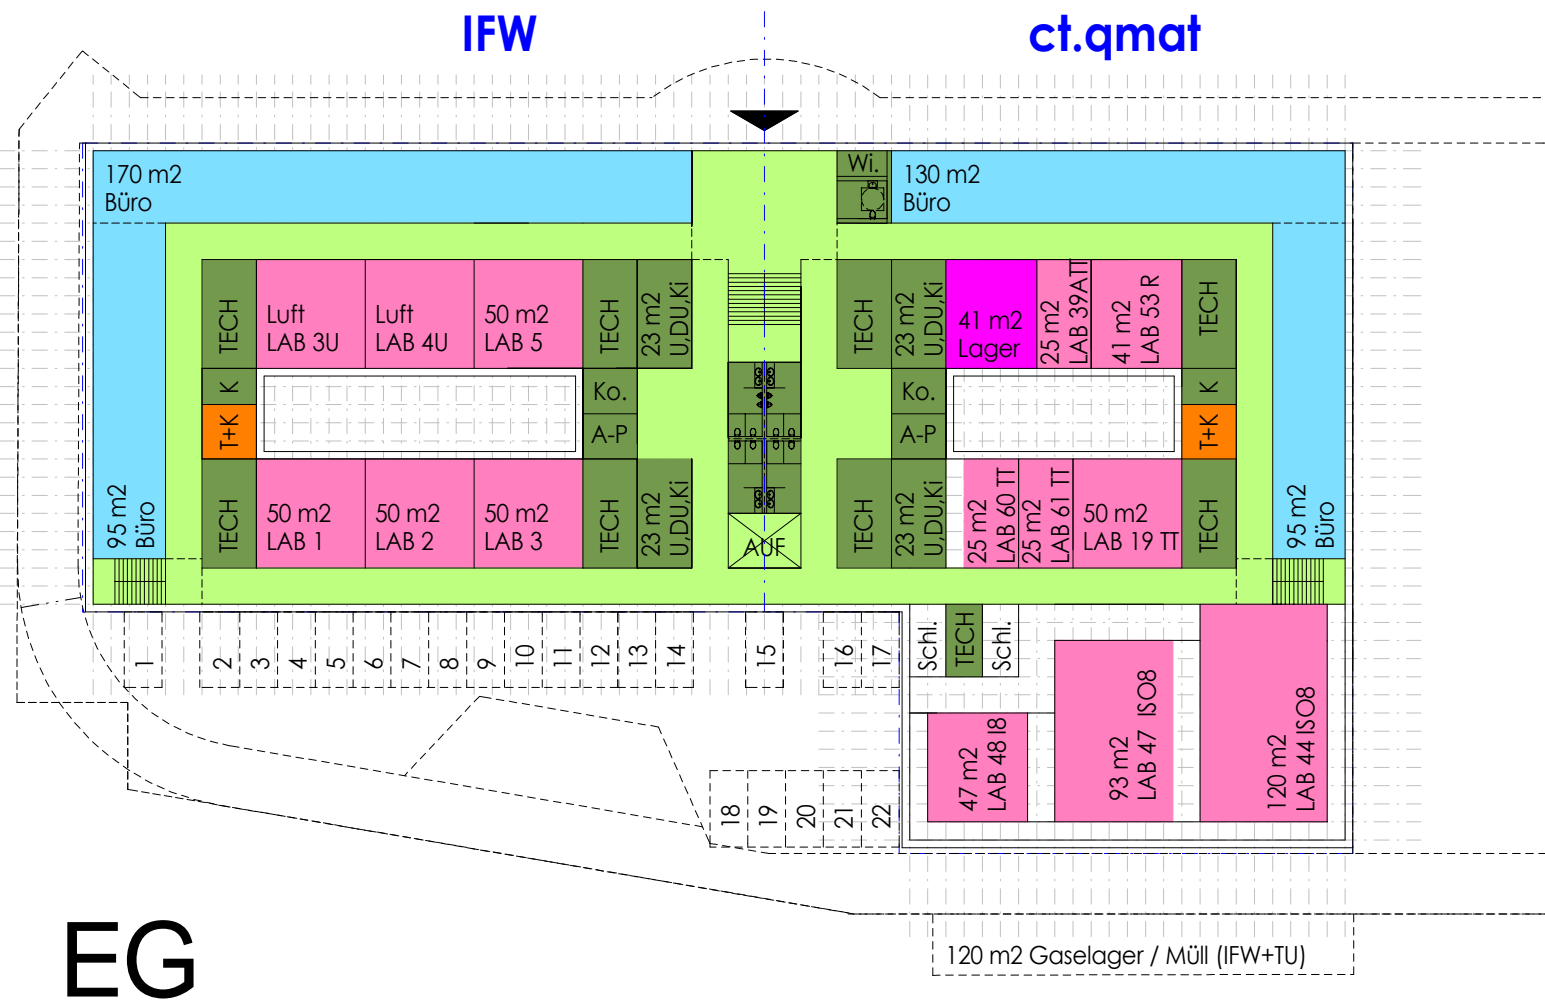 IFW
ct.qmat
170 m2
Büro
Wi.
130 m2
Büro
TECH
Luft
LAB 3U
Luft
LAB 4U
50 m2
LAB 5
TECH
23 m2
U,DU,Ki
TECH
23 m2
U,DU,Ki
41 m2
Lager
25 m2
LAB 39ATT
41 m2
LAB 53 R
TECH
K
Ko.
Ko.
K
T+K
A-P
A-P
T+K
95 m2
Büro
TECH
50 m2
LAB 1
50 m2
LAB 2
50 m2
LAB 3
TECH
23 m2
U,DU,Ki
AUF
TECH
23 m2
U,DU,Ki
25 m2
LAB 60 TT
25 m2
LAB 61 TT
50 m2
LAB 19 TT
TECH
95 m2
Büro
1
2
3
4
5
6
7
8
9
10
11
12
13
14
15
16
17
Schl.
TECH
Schl.
47 m2
LAB 48 I8
93 m2
LAB 47 ISO8
120 m2
LAB 44 ISO8
18
19
20
21
22
EG
120 m2 Gaselager / Müll (IFW+TU)